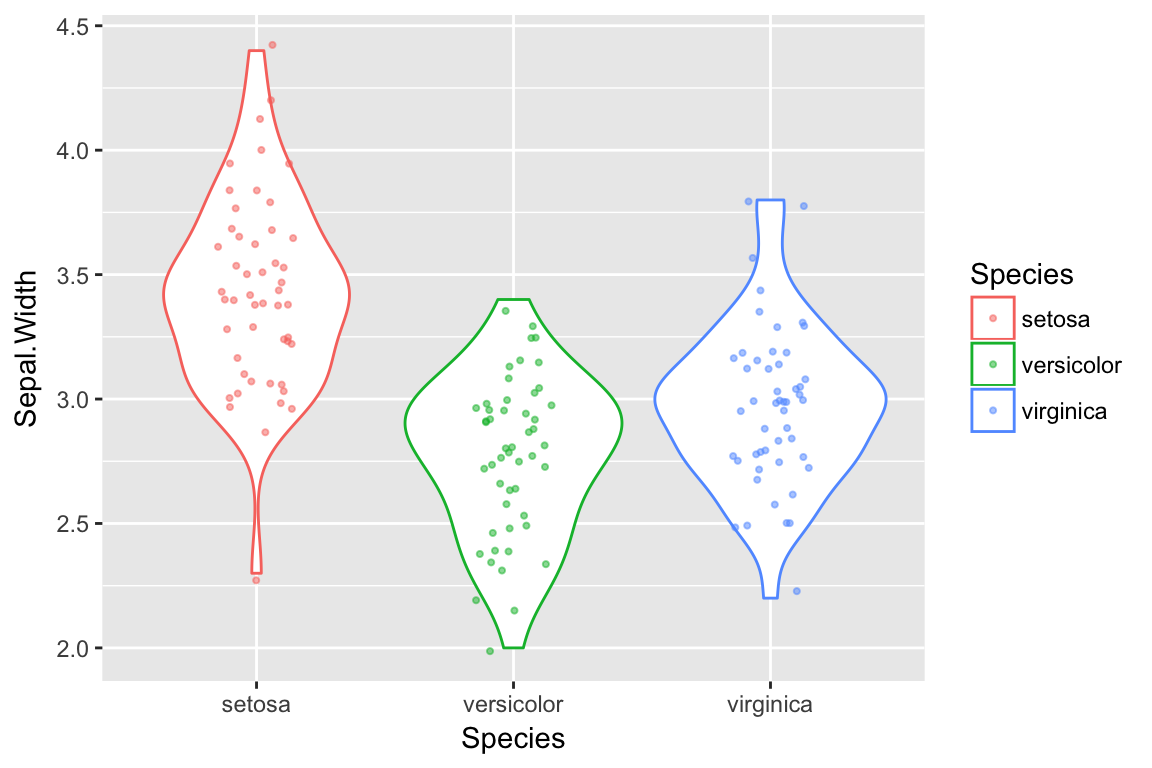 Sepal.Width
4.5
4.0
3.5
3.0
2.5
2.0
setosa versicolor virginica
Species
Species
setosa
versicolor
virginica